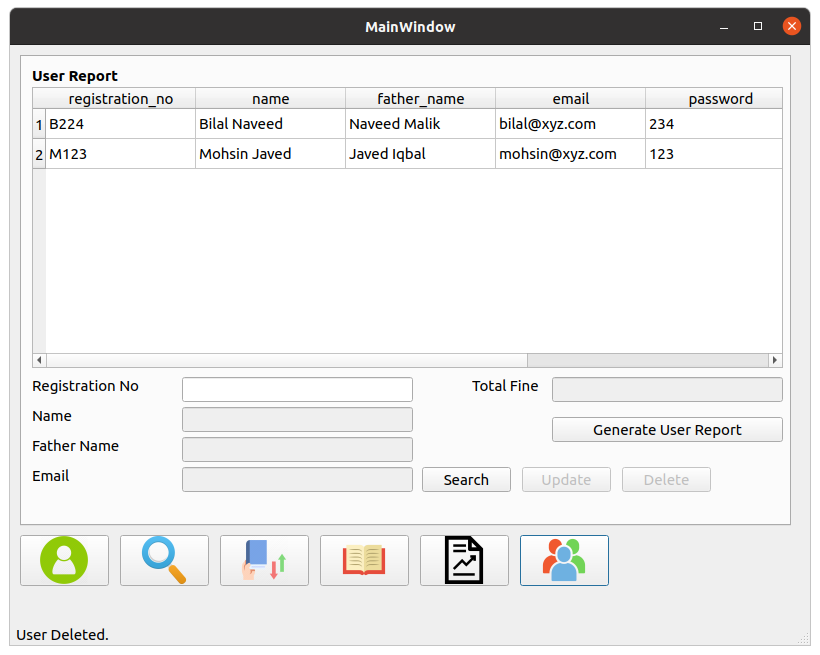 MainWindow
User Report
registration_no name father_name email password
1 B224 Bilal Naveed Naveed Malik bilal@xyz.com 234
2 M123 Mohsin Javed Javed Iqbal mohsin@xyz.com 123
Registration No Total Fine
Name
Generate User Report
Father Name
Email Search Update Delete
User Deleted.